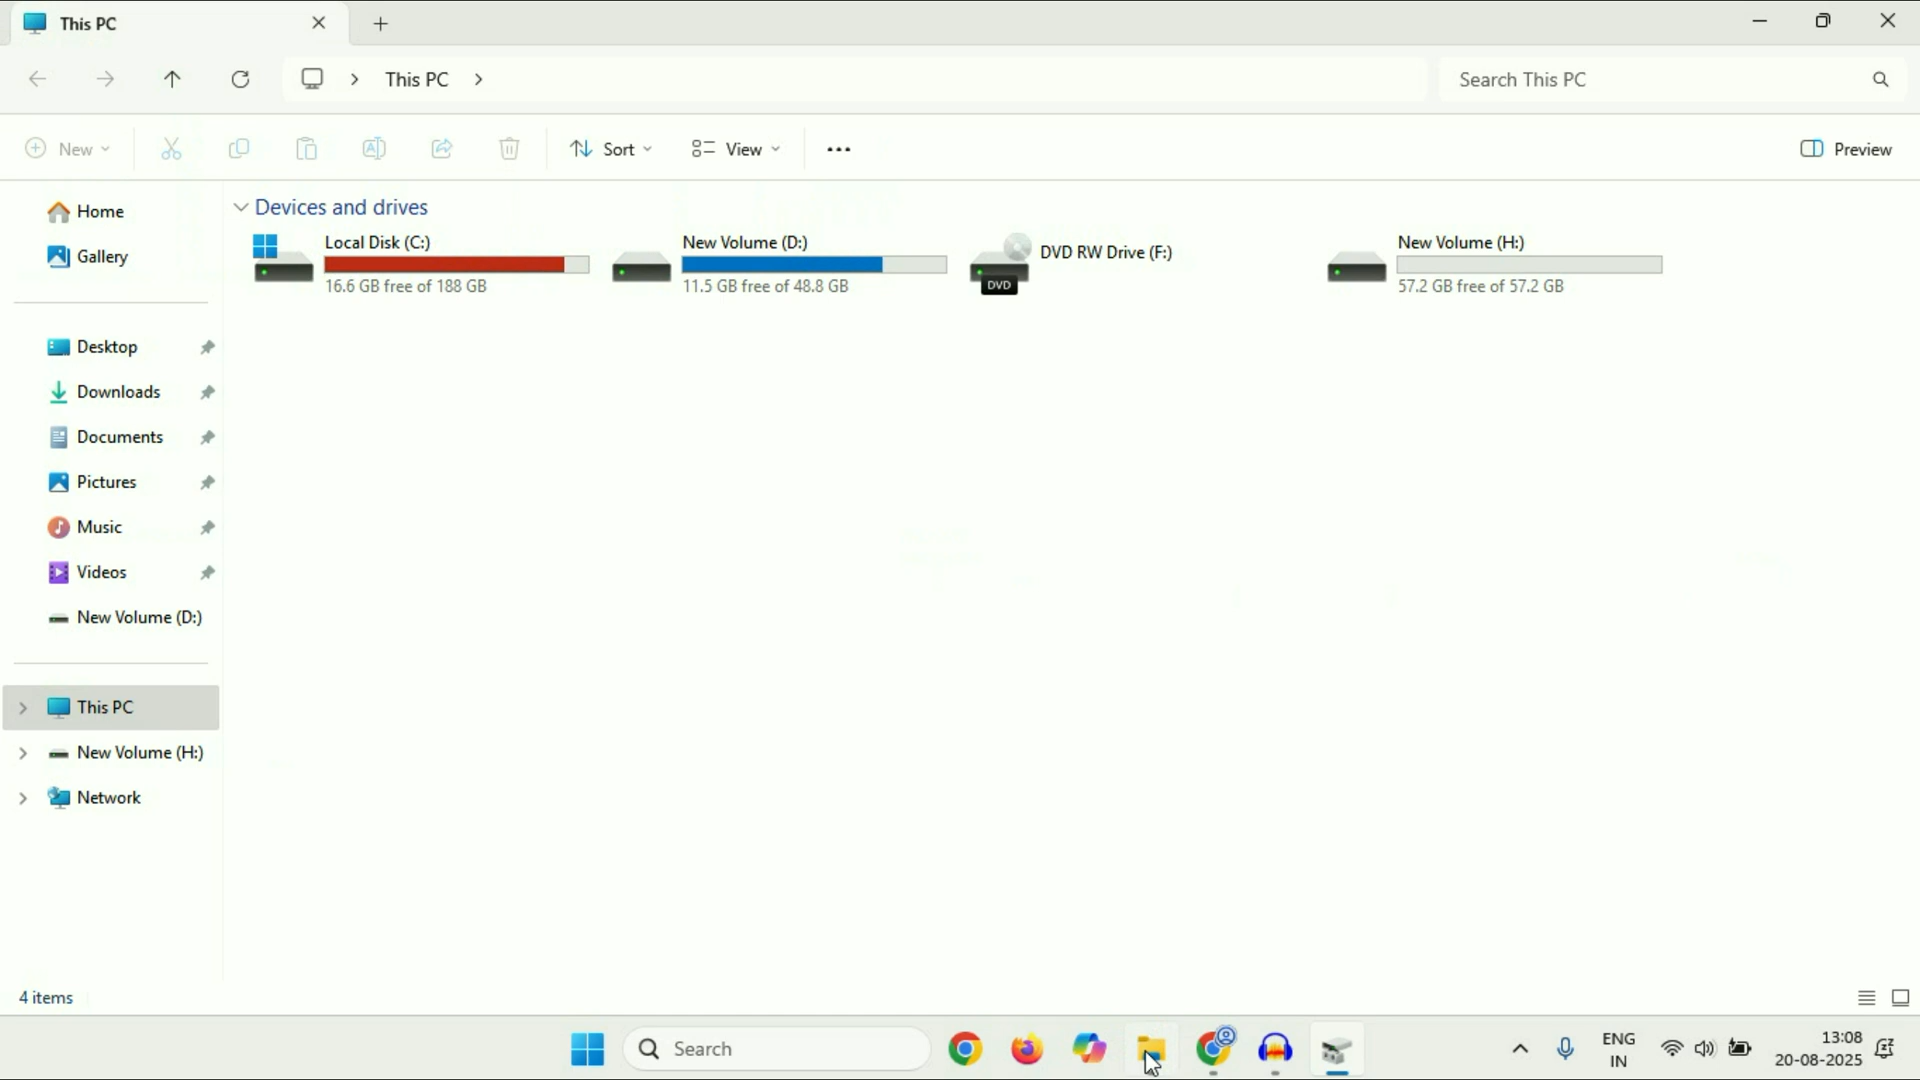 This PC
This PC
Search This PC
New
Sort
View
Preview
Home
Gallery
Desktop
Downloads
Documents
Pictures
Music
Videos
New Volume (D:)
This PC
New Volume (H:)
Network
Devices and drives
Local Disk (C:)
16.6 GB free of 188 GB
New Volume (D:)
11.5 GB free of 48.8 GB
DVD RW Drive (F:)
DVD
New Volume (H:)
57.2 GB free of 57.2 GB
4 items
Search
ENG
IN
13:08
20-08-2025